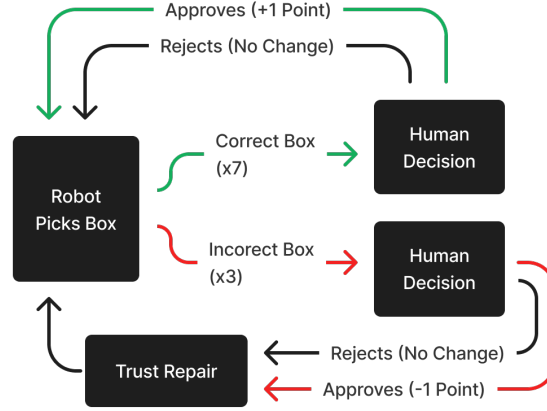 Approves (+1 Point)
Rejects (No Change)
Robot
Picks Box
Correct Box
(x7)
Human
Decision
Incorect Box
(x3)
Human
Decision
Trust Repair
Rejects (No Change)
Approves (-1 Point)